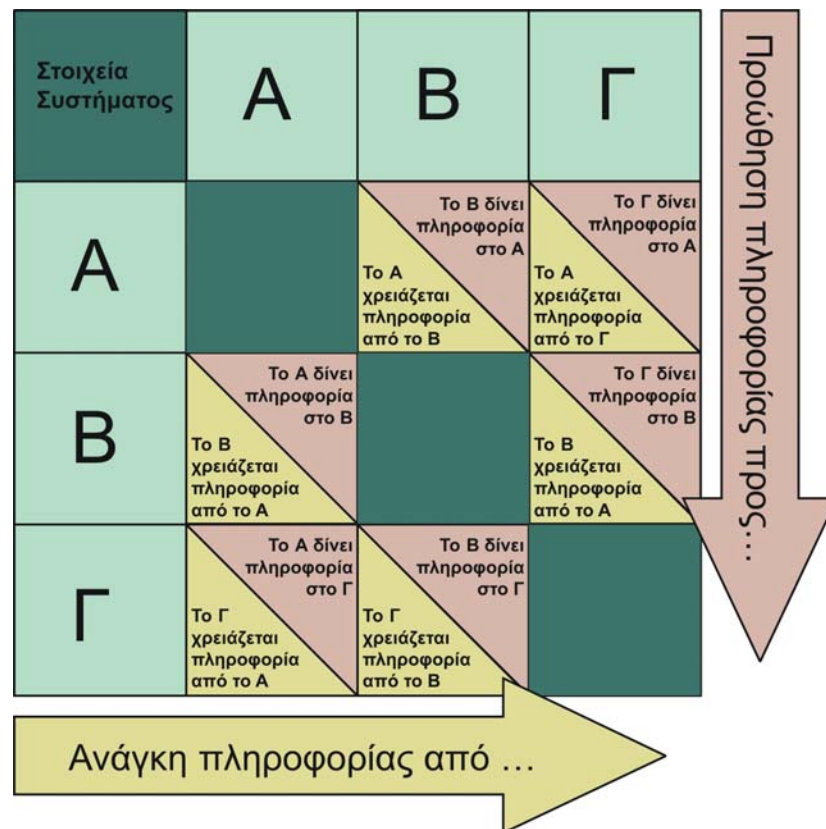 Στοιχεία
Συστήματος
Α
Β
Γ
Προώθηση πληροφορίας προς...
Α
Το Β δίνει
πληροφορία
στο Α
Το Α
χρειάζεται
πληροφορία
από το Β
Το Γ δίνει
πληροφορία
στο Α
Το Α
χρειάζεται
πληροφορία
από το Γ
Β
Το Α δίνει
πληροφορία
στο Β
Το Β
χρειάζεται
πληροφορία
από το Α
Το Γ δίνει
πληροφορία
στο Β
Το Β
χρειάζεται
πληροφορία
από το Α
Γ
Το Α δίνει
πληροφορία
στο Γ
Το Γ
χρειάζεται
πληροφορία
από το Α
Το Β δίνει
πληροφορία
στο Γ
Το Γ
χρειάζεται
πληροφορία
από το Β
Ανάγκη πληροφορίας από ...